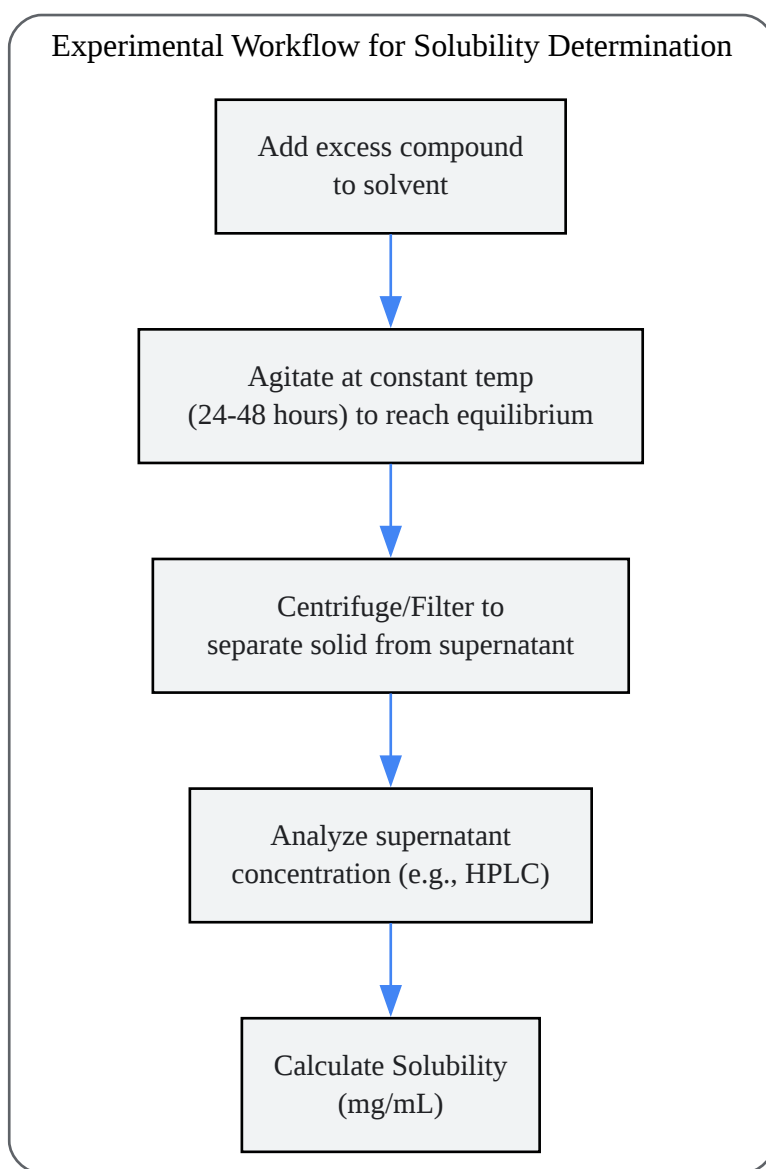 Experimental Workflow for Solubility Determination
Add excess compound
to solvent
Agitate at constant temp
(24-48 hours) to reach equilibrium
Centrifuge/Filter to
separate solid from supernatant
Analyze supernatant
concentration (e.g., HPLC)
Calculate Solubility
(mg/mL)